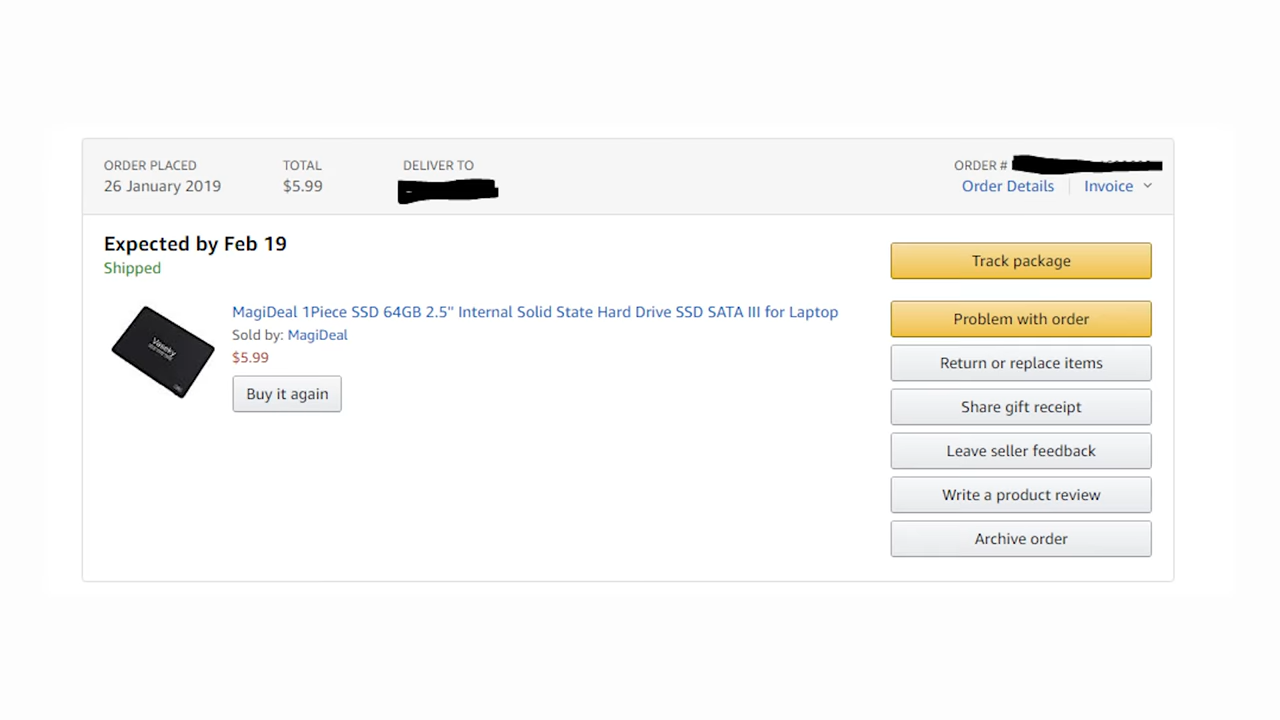 ORDER PLACED
26 January 2019
TOTAL
$5.99
DELIVER TO
ORDER #
Order Details
Invoice
Expected by Feb 19
Shipped
Track package
Problem with order
Return or replace items
Share gift receipt
Leave seller feedback
Write a product review
Archive order
MagiDeal 1Piece SSD 64GB 2.5" Internal Solid State Hard Drive SSD SATA III for Laptop
Sold by: MagiDeal
$5.99
Buy it again
Vaseky